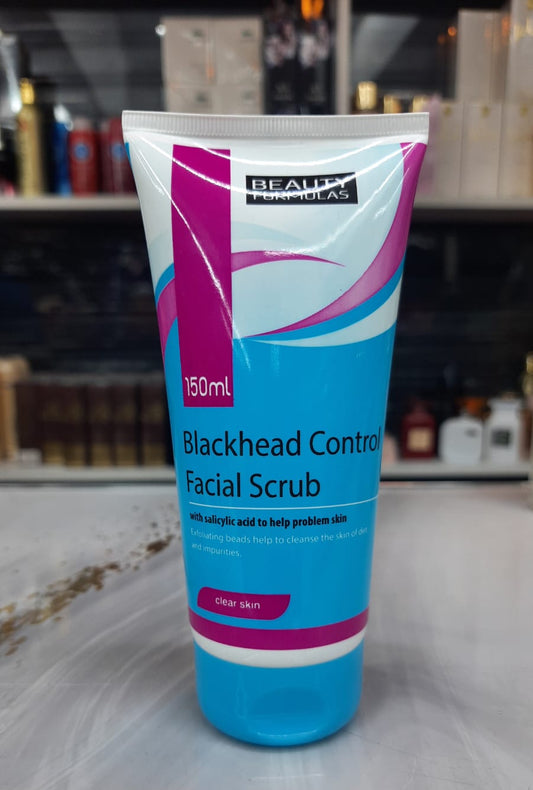 BEAUTY
FORMULAS
150ml
Blackhead Control
Facial Scrub
with salicylic acid to help problem skin
Exfoliating beads help to cleanse the skin of dirt
and impurities.
clear skin